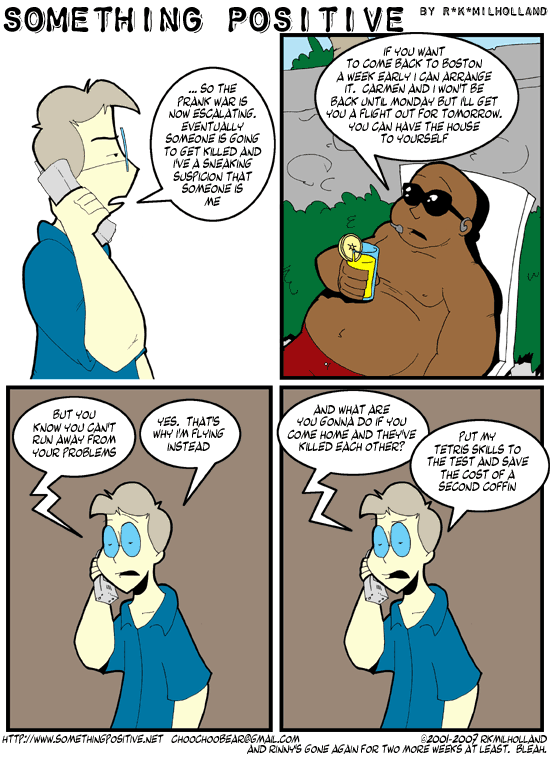 SOMETHING POSITIVE BY R*K*MILHOLLAND
... SO THE
PRANK WAR IS
NOW ESCALATING.
EVENTUALLY
SOMEONE IS GOING
TO GET KILLED AND
I'VE A SNEAKING
SUSPICION THAT
SOMEONE IS
ME
IF YOU WANT
TO COME BACK TO BOSTON
A WEEK EARLY I CAN ARRANGE
IT. CARMEN AND I WON'T BE
BACK UNTIL MONDAY BUT I'LL GET
YOU A FLIGHT OUT FOR TOMORROW.
YOU CAN HAVE THE HOUSE
TO YOURSELF
BUT YOU
KNOW YOU CAN'T
RUN AWAY FROM
YOUR PROBLEMS
YES. THAT'S
WHY I'M FLYING
INSTEAD
AND WHAT ARE
YOU GONNA DO IF YOU
COME HOME AND THEY'VE
KILLED EACH OTHER?
PUT MY
TETRIS SKILLS TO
THE TEST AND SAVE
THE COST OF A
SECOND COFFIN
HTTP://WWW.SOMETHINGPOSITIVE.NET CHOOCHOOBEAR@GMAIL.COM ©2001-2007 RKMILHOLLAND
AND RINNY'S GONE AGAIN FOR TWO MORE WEEKS AT LEAST. BLEAH.